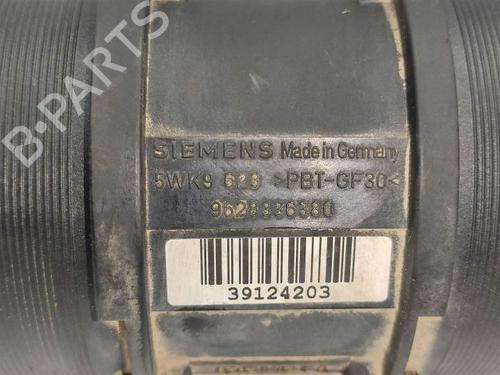 B-PARTS
SIEMENS Made in Germany
5WK9 623 >PBT-GF30<
9628336380
39124203